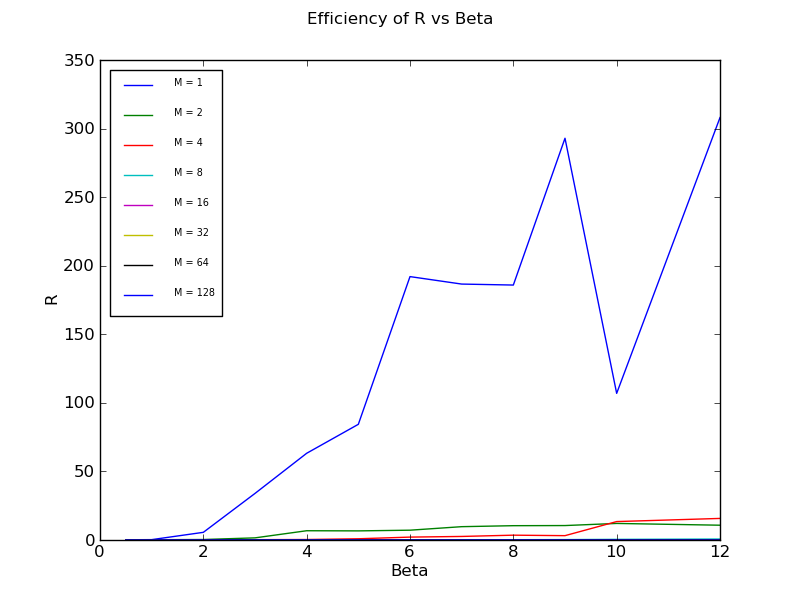 Efficiency of R vs Beta
350
300
250
200
150
100
50
0
R
M = 1
M = 2
M = 4
M = 8
M = 16
M = 32
M = 64
M = 128
0 2 4 6 8 10 12
Beta